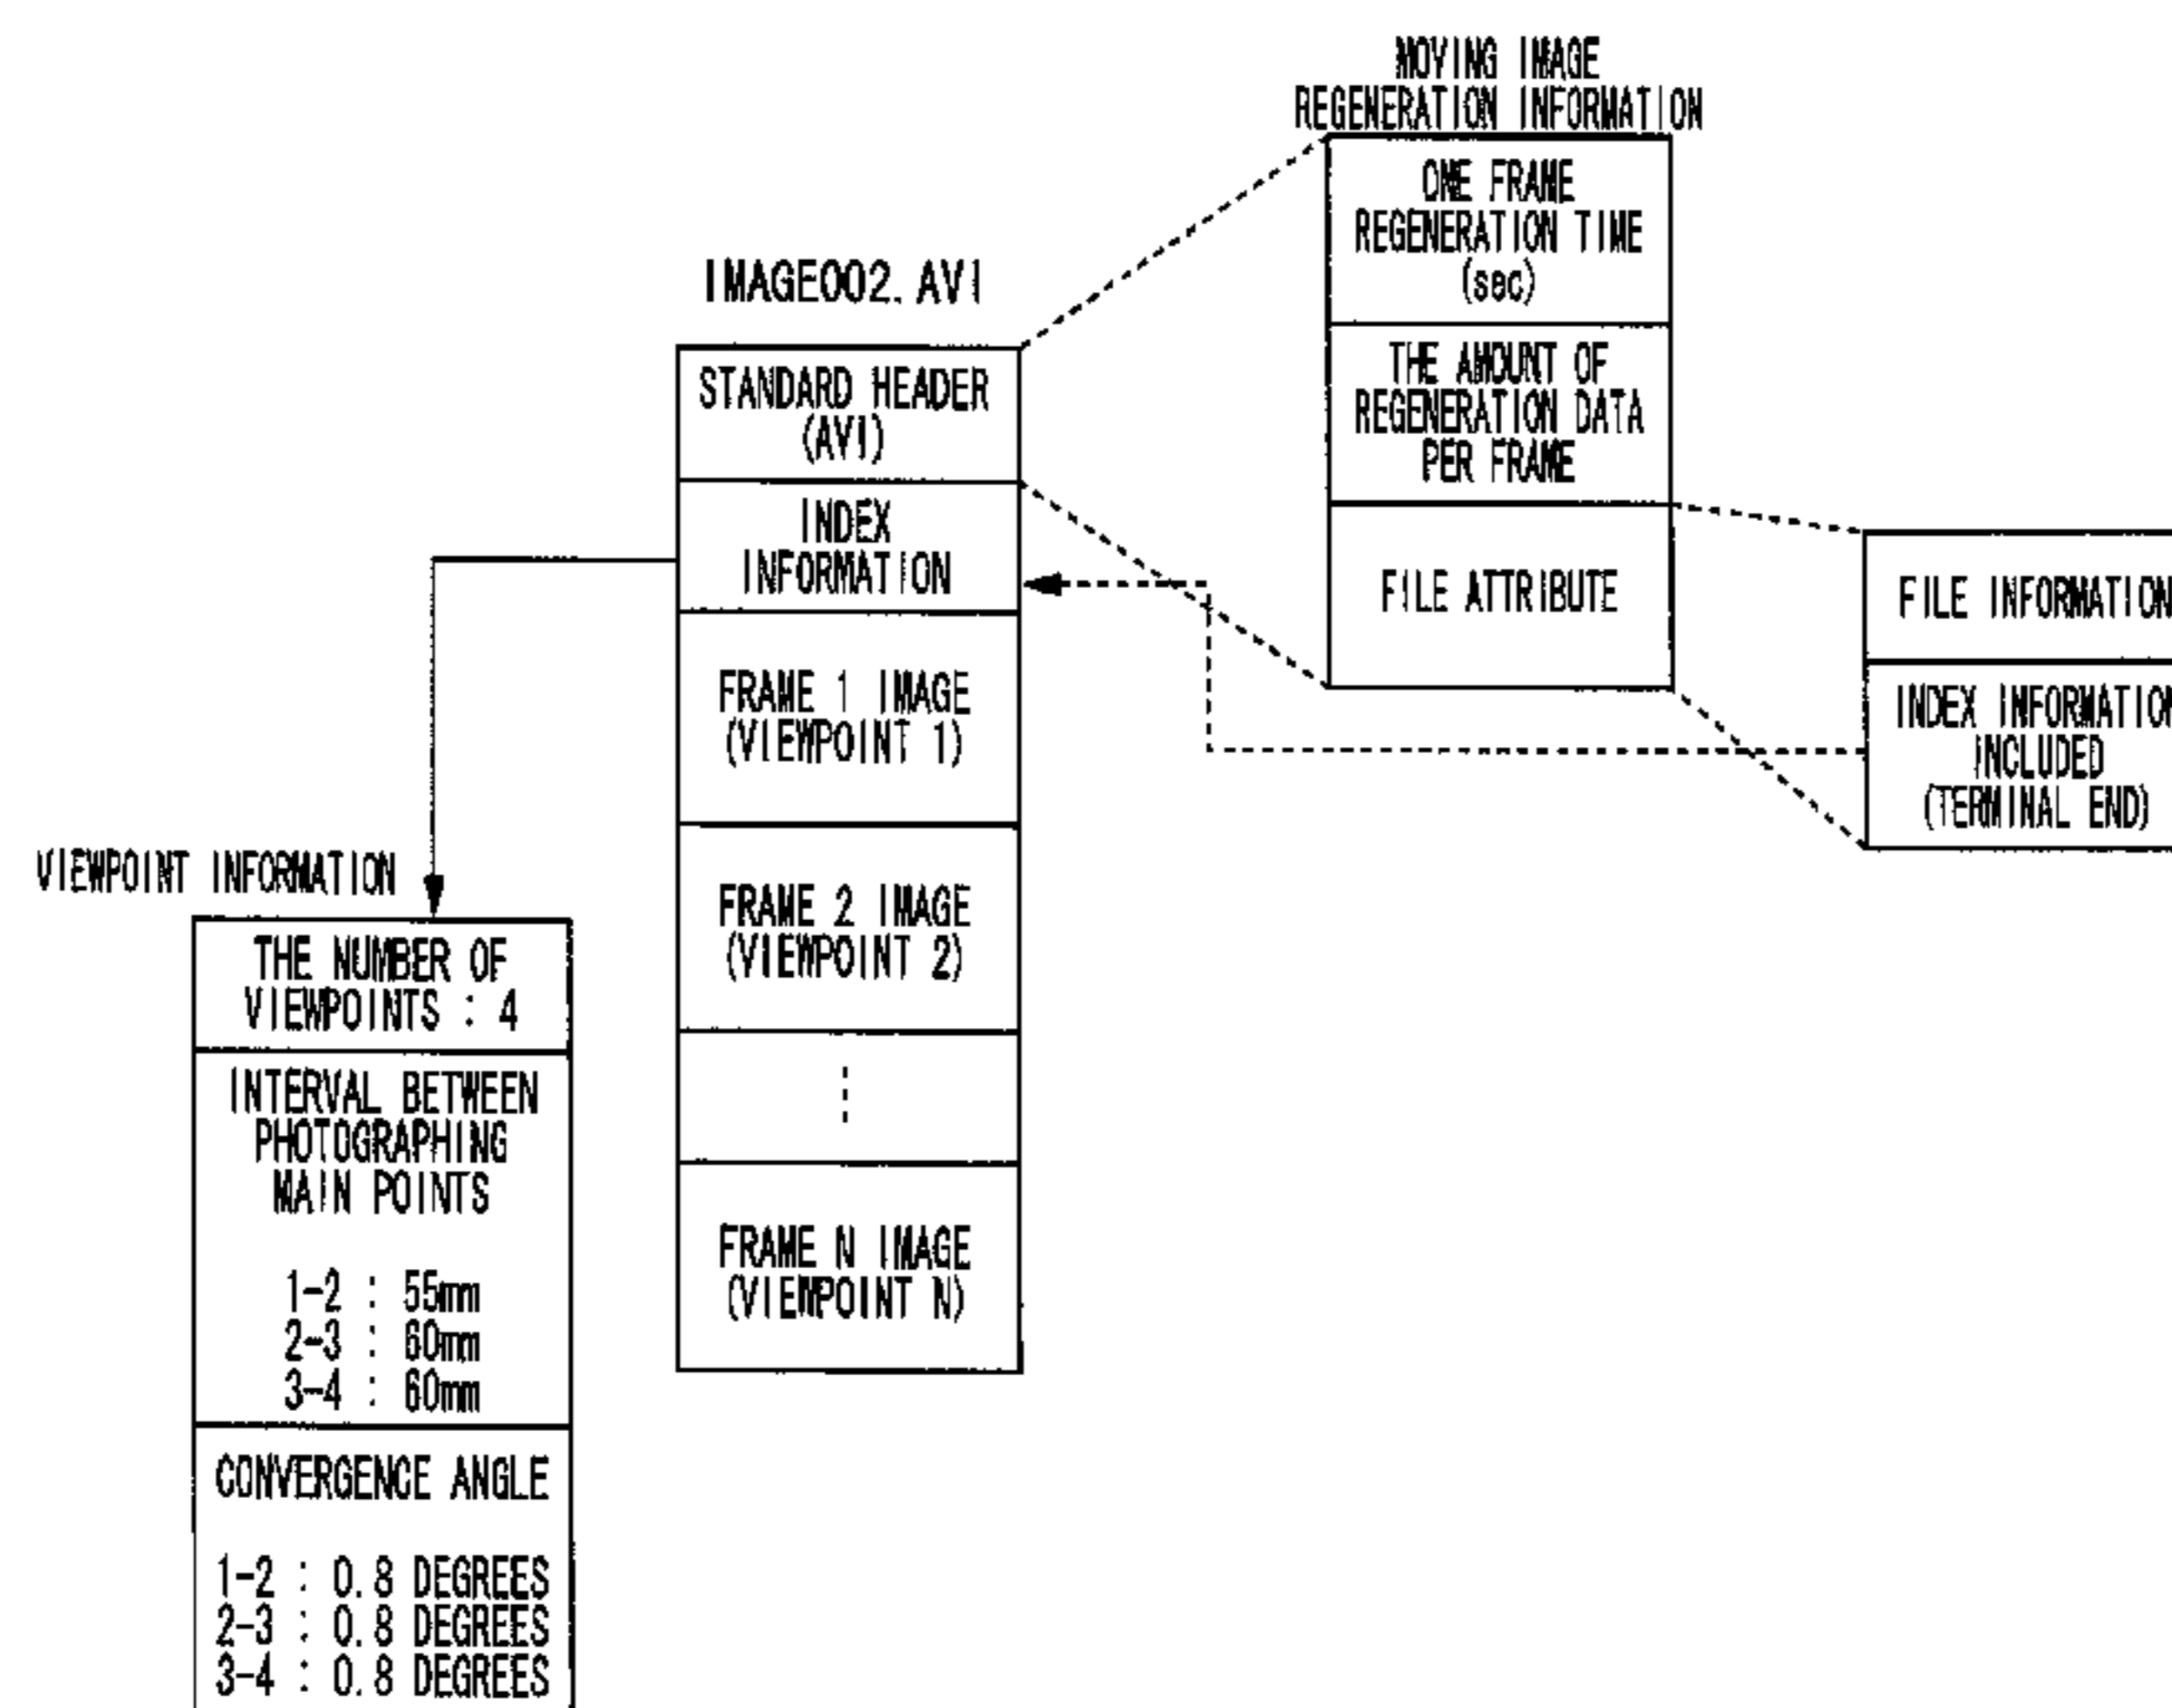 MOVING IMAGE
REGENERATION INFORMATION
ONE FRAME
REGENERATION TIME
(sec)
THE AMOUNT OF
REGENERATION DATA
PER FRAME
FILE ATTRIBUTE
FILE INFORMATION
INDEX INFORMATION
INCLUDED
(TERMINAL END)
IMAGE002.AVI
STANDARD HEADER
(AVI)
INDEX
INFORMATION
FRAME 1 IMAGE
(VIEWPOINT 1)
FRAME 2 IMAGE
(VIEWPOINT 2)
FRAME N IMAGE
(VIEWPOINT N)
VIEWPOINT INFORMATION
THE NUMBER OF
VIEWPOINTS : 4
INTERVAL BETWEEN
PHOTOGRAPHING
MAIN POINTS
1-2 : 55mm
2-3 : 60mm
3-4 : 60mm
CONVERGENCE ANGLE
1-2 : 0.8 DEGREES
2-3 : 0.8 DEGREES
3-4 : 0.8 DEGREES